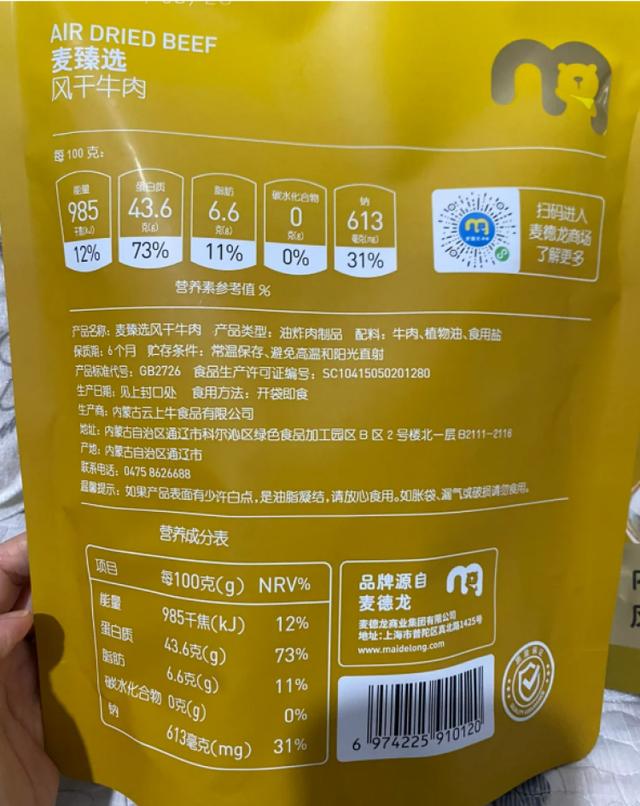 AIR DRIED BEEF
麦臻选
风干牛肉
每100克:
能量 蛋白质 脂肪 碳水化合物 钠
985 43.6 6.6 0 613
千焦(kJ) 克(g) 克(g) 克(g) 毫克(mg)
12% 73% 11% 0% 31%
营养素参考值%
扫码进入
麦德龙商场
了解更多
产品名称: 麦臻选风干牛肉 产品类型: 油炸肉制品 配料: 牛肉、植物油、食用盐
保质期: 6个月 贮存条件: 常温保存、避免高温和阳光直射
产品标准代号: GB2726 食品生产许可证编号: SC10415050201280
生产日期: 见上封口处 食用方法: 开袋即食
生产商: 内蒙古云上牛食品有限公司
地址: 内蒙古自治区通辽市科尔沁区绿色食品加工园区B区2号楼北一层B2111-2116
产地: 内蒙古自治区通辽市
联系电话: 0475 8626688
温馨提示: 如果产品表面有少许白点,是油脂凝结,请放心食用。如胀袋、漏气或破损请勿食用。
营养成分表
项目 每100克(g) NRV%
能量 985千焦(kJ) 12%
蛋白质 43.6克(g) 73%
脂肪 6.6克(g) 11%
碳水化合物 0克(g) 0%
钠 613毫克(mg) 31%
品牌源自
麦德龙
麦德龙商业集团有限公司
地址:上海市普陀区真北路1425号
www.maidelong.com
6 974225 910120